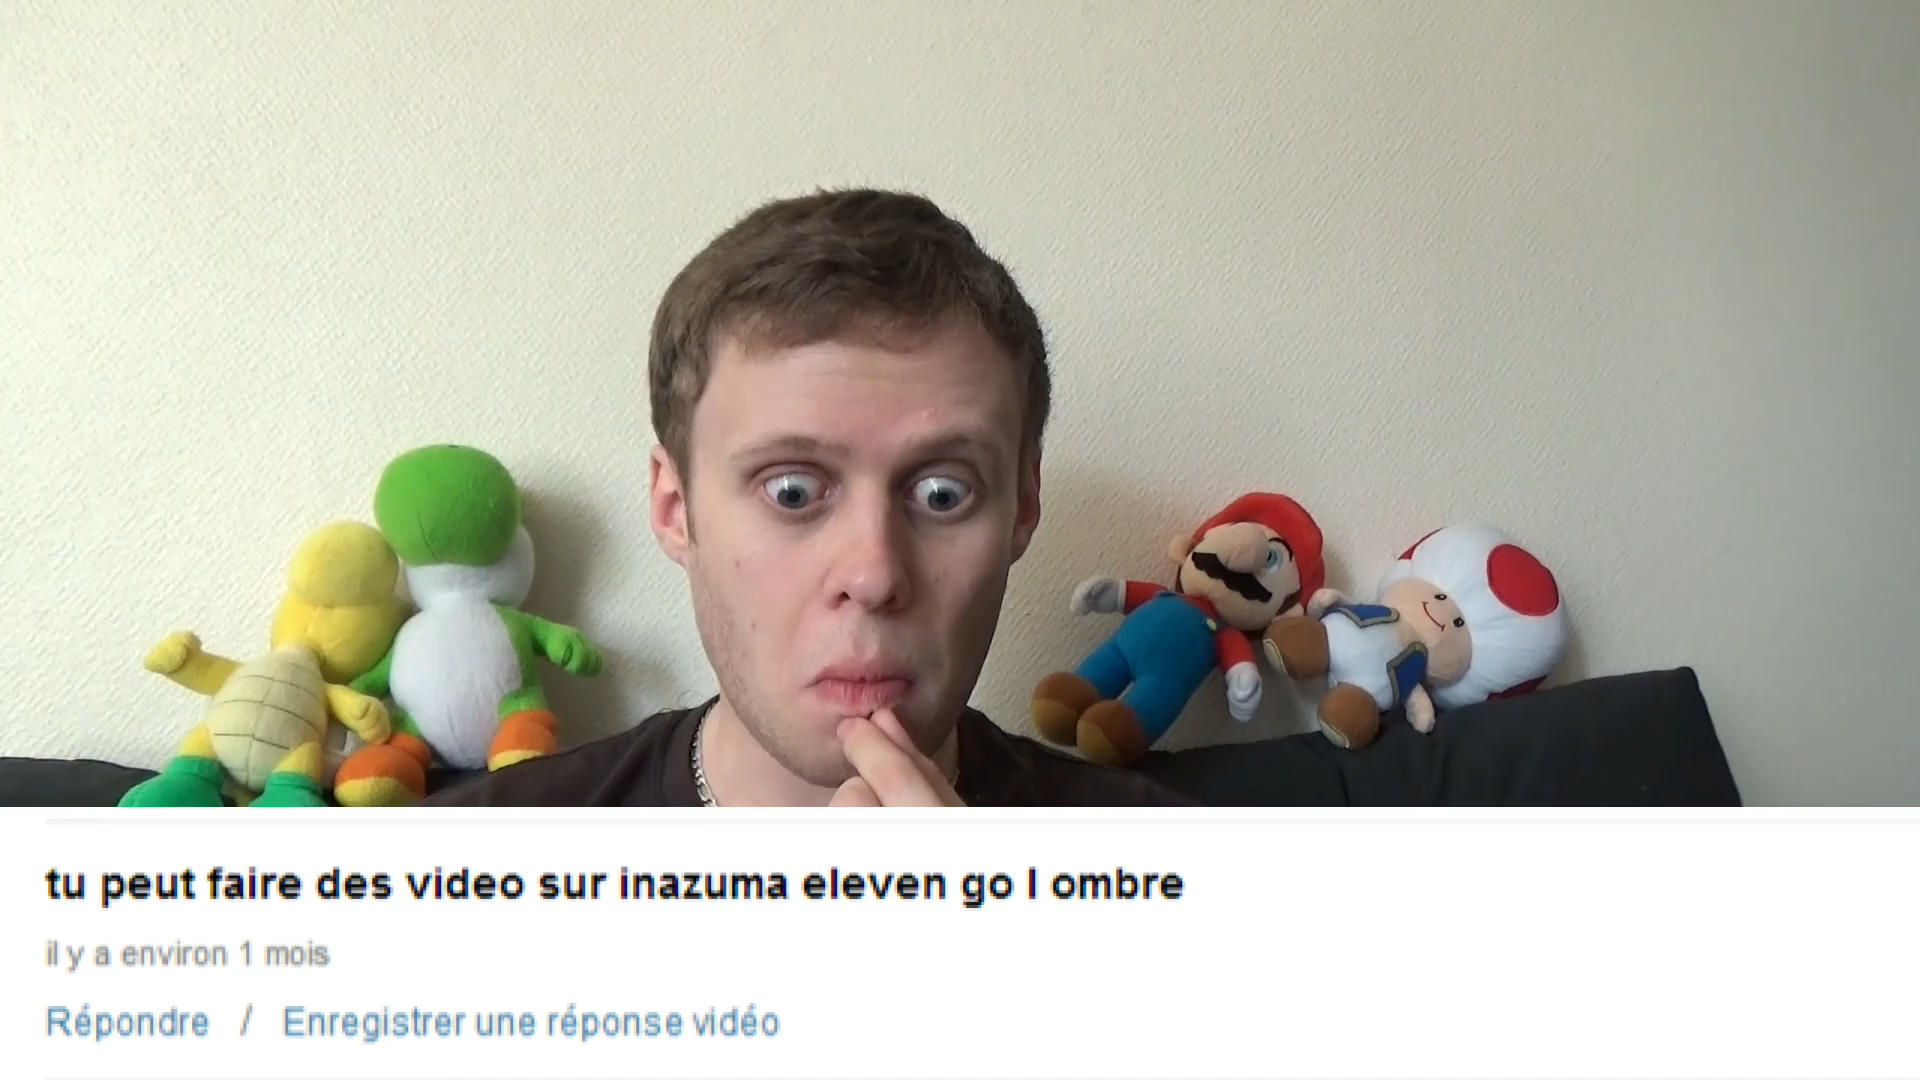 tu peut faire des video sur inazuma eleven go l ombre
il y a environ 1 mois
Répondre / Enregistrer une réponse vidéo